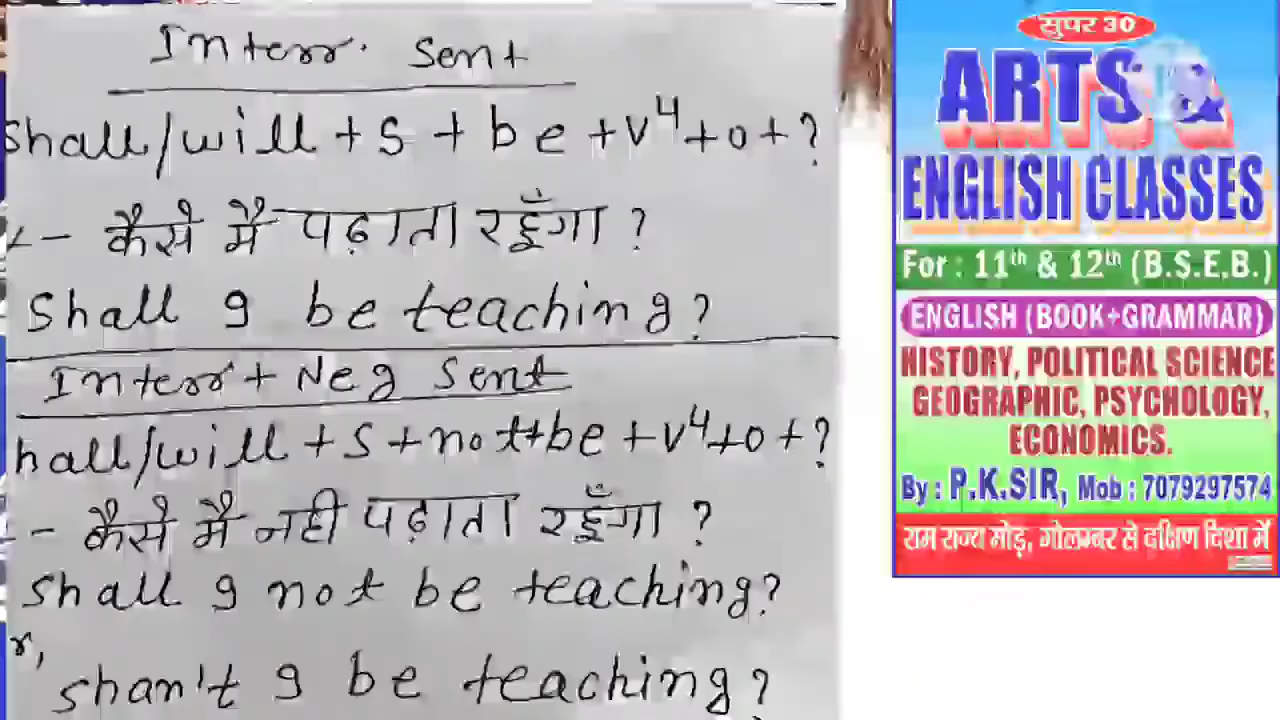 Interr. Sent
Shall/will + S + be + v4 + o + ?
- कैसे मै पढ़ाता रहूँगा ?
Shall I be teaching?
Interr + Neg Sent
hall/will + S + not + be + v4 + o + ?
- कैसे मै नही पढ़ाता रहूँगा ?
Shall I not be teaching?
r,
Shan't I be teaching?
सुपर 30
ARTS &
ENGLISH CLASSES
For : 11th & 12th (B.S.E.B.)
ENGLISH (BOOK+GRAMMAR)
HISTORY, POLITICAL SCIENCE
GEOGRAPHIC, PSYCHOLOGY,
ECONOMICS.
By : P.K.SIR, Mob : 7079297574
राम राज्य मोड़, गोलम्बर से दक्षिण दिशा में